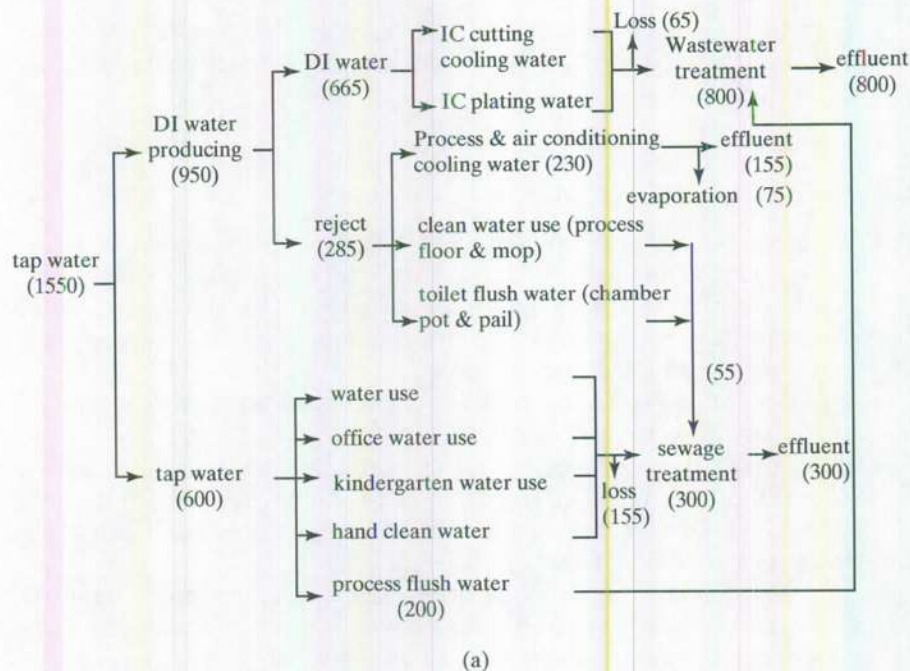 Loss (65)
IC cutting
cooling water
Wastewater
treatment
(800)
effluent
(800)
DI water
(665)
IC plating water
DI water
producing
(950)
Process & air conditioning
cooling water (230)
effluent
(155)
evaporation (75)
reject
(285)
clean water use (process
floor & mop)
tap water
(1550)
toilet flush water (chamber
pot & pail)
(55)
water use
office water use
tap water
(600)
kindergarten water use
loss
(155)
sewage
treatment
(300)
effluent
(300)
hand clean water
process flush water
(200)
(a)